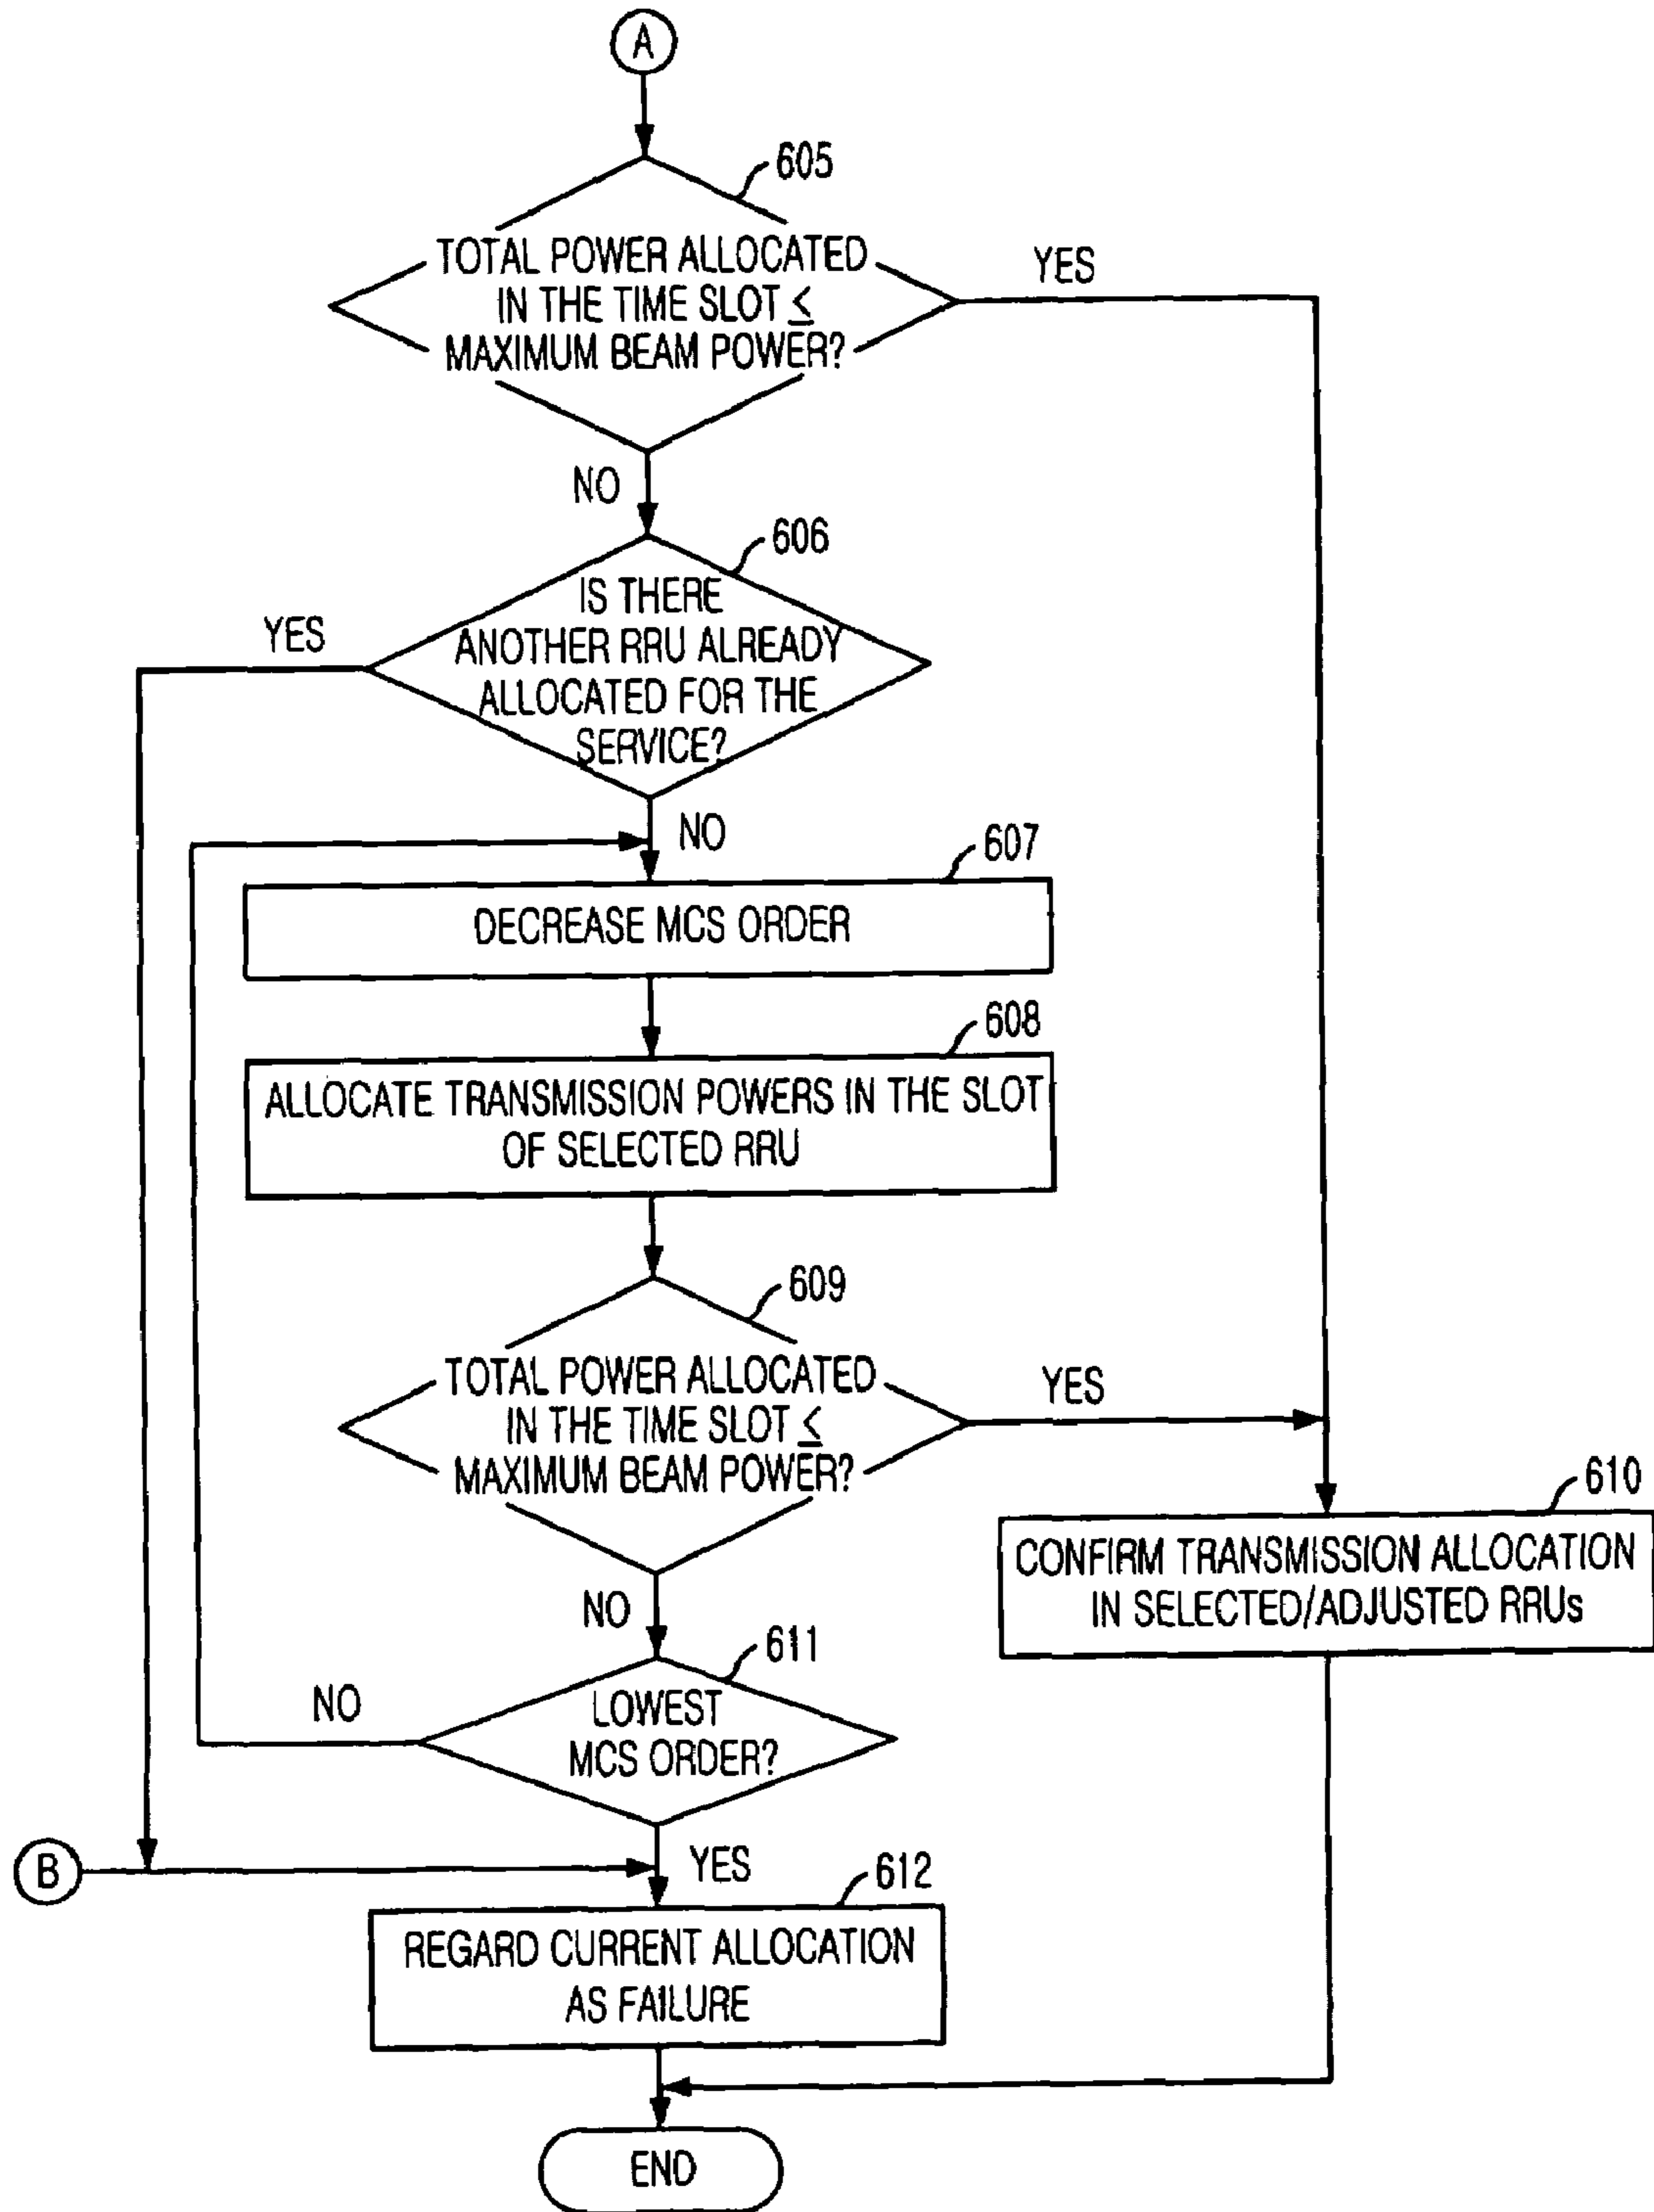 A
605
TOTAL POWER ALLOCATED
IN THE TIME SLOT ≤
MAXIMUM BEAM POWER?
YES
NO
606
IS THERE
ANOTHER RRU ALREADY
ALLOCATED FOR THE
SERVICE?
YES
NO
607
DECREASE MCS ORDER
608
ALLOCATE TRANSMISSION POWERS IN THE SLOT
OF SELECTED RRU
609
TOTAL POWER ALLOCATED
IN THE TIME SLOT ≤
MAXIMUM BEAM POWER?
YES
NO
610
CONFIRM TRANSMISSION ALLOCATION
IN SELECTED/ADJUSTED RRUs
611
LOWEST
MCS ORDER?
NO
YES
B
612
REGARD CURRENT ALLOCATION
AS FAILURE
END